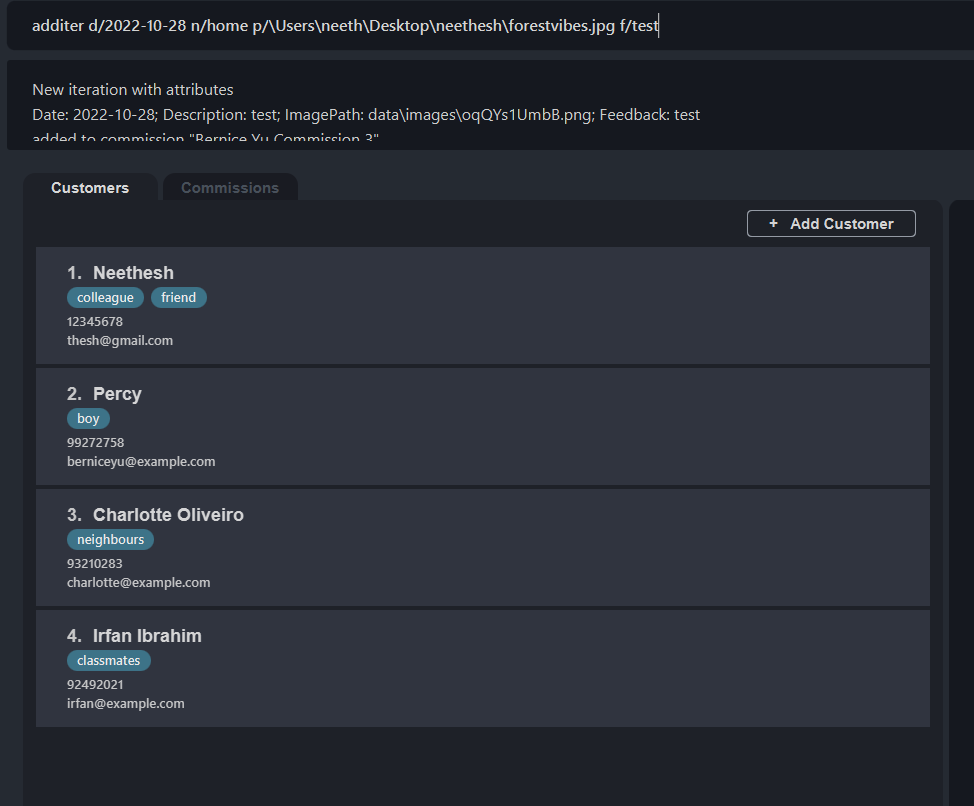 additer d/2022-10-28 n/home p/\Users\neeth\Desktop\neethesh\forestvibes.jpg f/test
New iteration with attributes
Date: 2022-10-28; Description: test; ImagePath: data\images\oqQYs1UmbB.png; Feedback: test
added to commission "Bernice Yu Commission 3"
Customers
Commissions
+ Add Customer
1. Neethesh
colleague friend
12345678
thesh@gmail.com
2. Percy
boy
99272758
berniceyu@example.com
3. Charlotte Oliveiro
neighbours
93210283
charlotte@example.com
4. Irfan Ibrahim
classmates
92492021
irfan@example.com